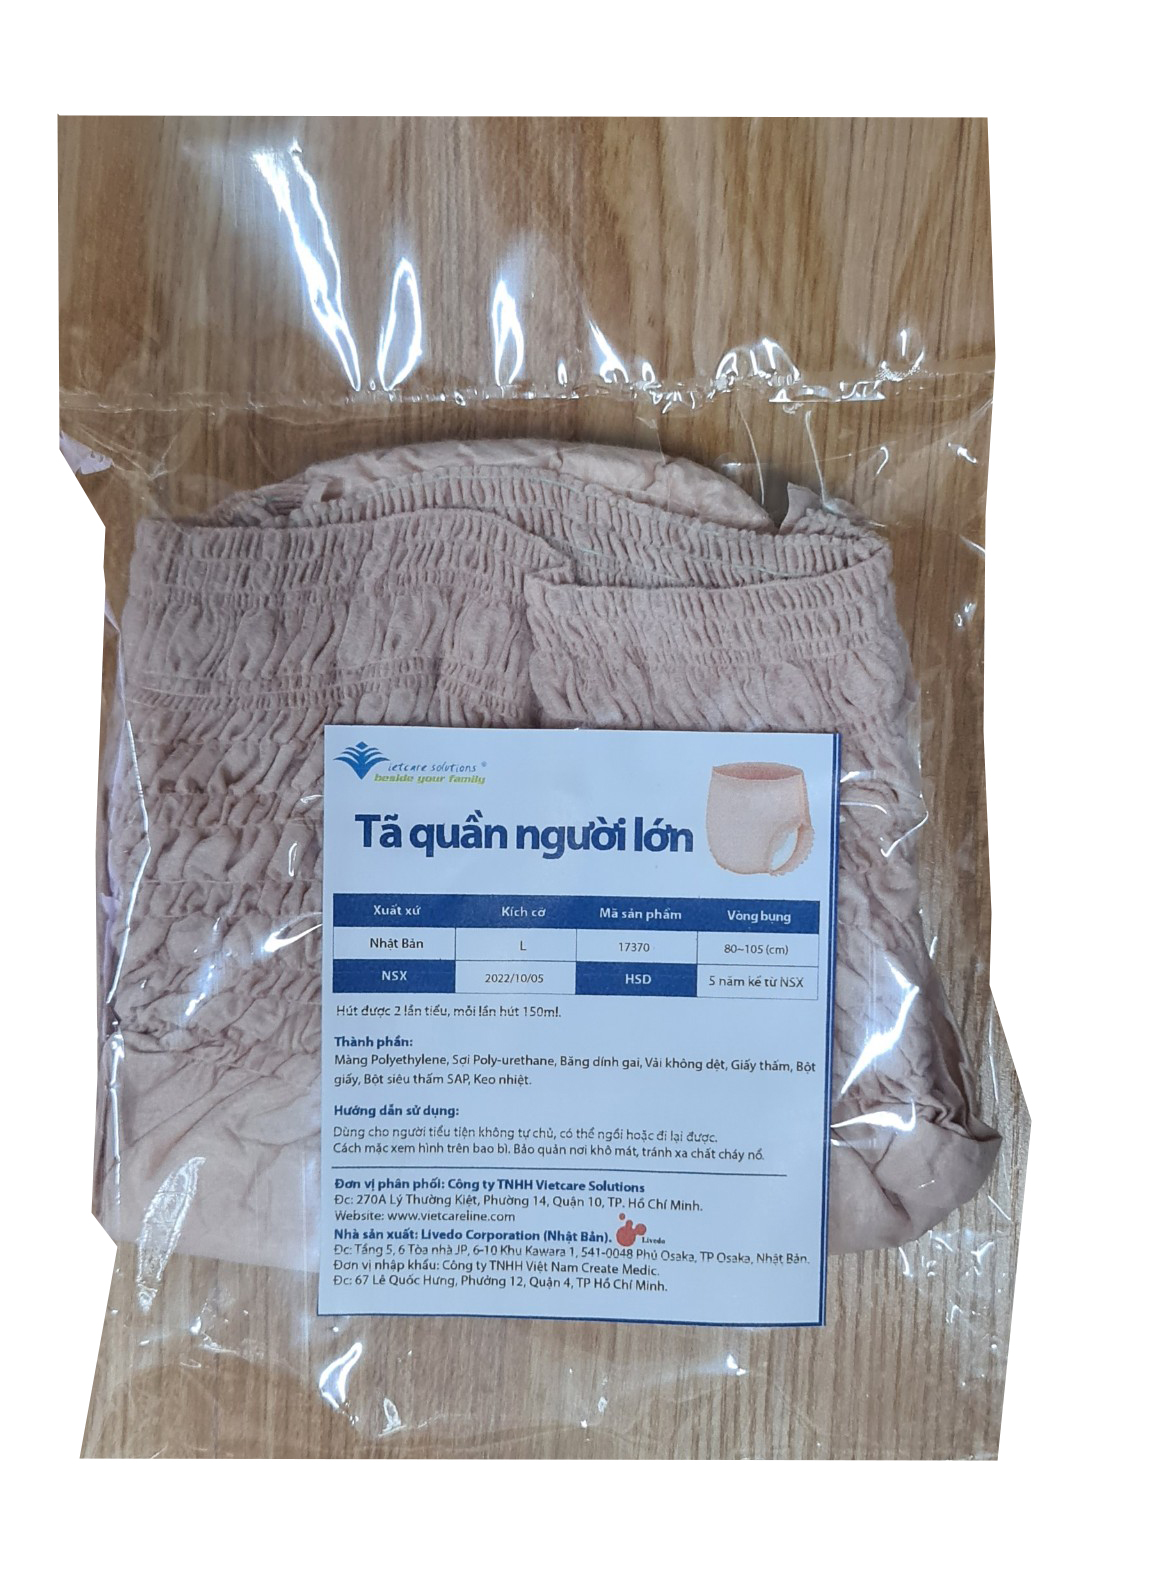 ietcare solutions ®
beside your family
Tã quần người lớn
Xuất xứ Kích cỡ Mã sản phẩm Vòng bụng
Nhật Bản L 17370 80~105 (cm)
NSX 2022/10/05 HSD 5 năm kể từ NSX
Hút được 2 lần tiểu, mỗi lần hút 150ml.
Thành phần:
Màng Polyethylene, Sợi Poly-urethane, Băng dính gai, Vải không dệt, Giấy thấm, Bột
giấy, Bột siêu thấm SAP, Keo nhiệt.
Hướng dẫn sử dụng:
Dùng cho người tiểu tiện không tự chủ, có thể ngồi hoặc đi lại được.
Cách mặc xem hình trên bao bì. Bảo quản nơi khô mát, tránh xa chất cháy nổ.
Đơn vị phân phối: Công ty TNHH Vietcare Solutions
Đc: 270A Lý Thường Kiệt, Phường 14, Quận 10, TP. Hồ Chí Minh.
Website: www.vietcareline.com
Nhà sản xuất: Livedo Corporation (Nhật Bản). Livedo
Đc: Tầng 5, 6 Tòa nhà JP, 6-10 Khu Kawara 1, 541-0048 Phủ Osaka, TP Osaka, Nhật Bản.
Đơn vị nhập khẩu: Công ty TNHH Việt Nam Create Medic.
Đc: 67 Lê Quốc Hưng, Phường 12, Quận 4, TP Hồ Chí Minh.